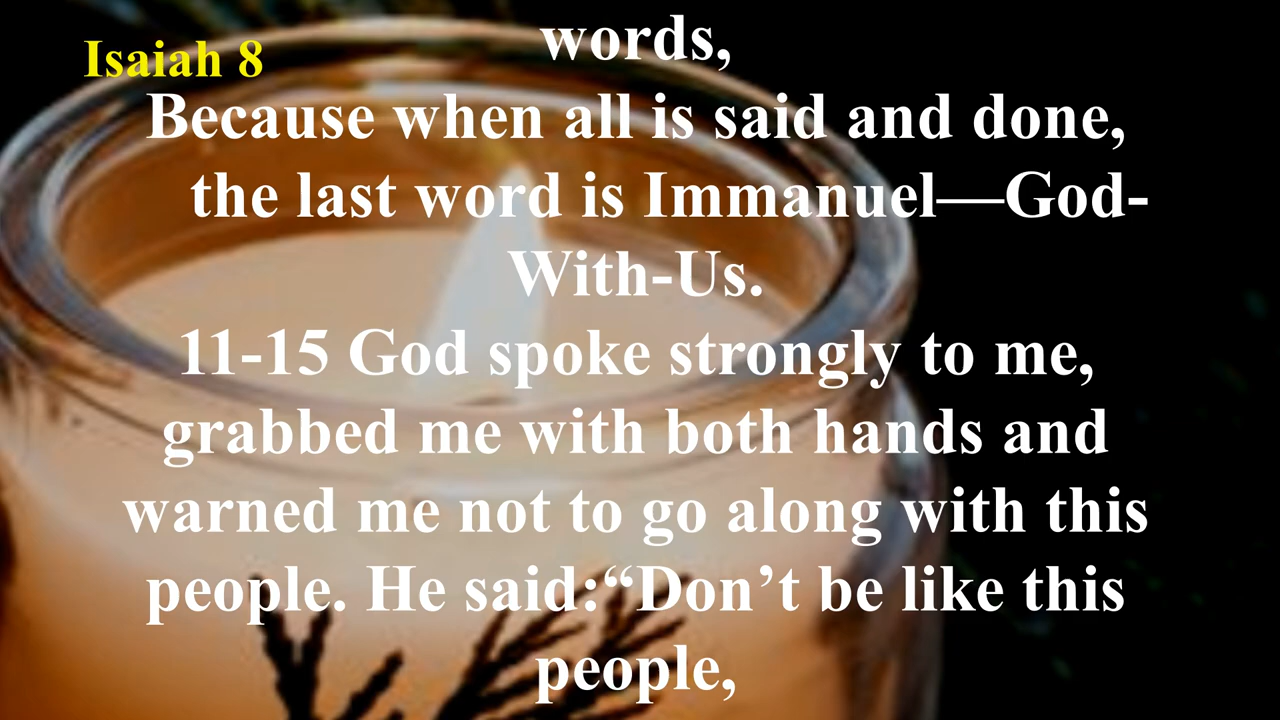 Isaiah 8
words,
Because when all is said and done,
the last word is Immanuel—God-
With-Us.
11-15 God spoke strongly to me,
grabbed me with both hands and
warned me not to go along with this
people. He said:“Don’t be like this
people,